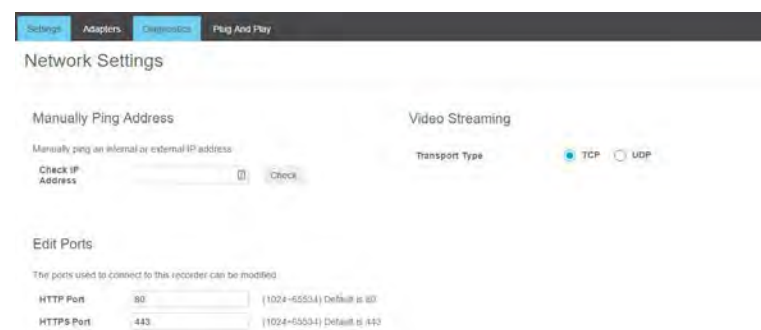 Settings Adapters Diagnostics Plug And Play
Network Settings
Manually Ping Address
Manually ping an internal or external IP address
Check IP Address
Check
Video Streaming
Transport Type TCP UDP
Edit Ports
The ports used to connect to this recorder can be modified
HTTP Port 80 (1024~65534) Default is 80
HTTPS Port 443 (1024~65534) Default is 443